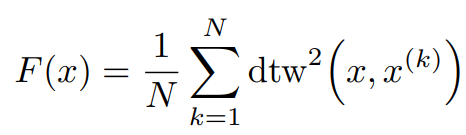 F(x) = \frac{1}{N} \sum_{k=1}^{N} \mathrm{dtw}^2 \left( x, x^{(k)} \right)